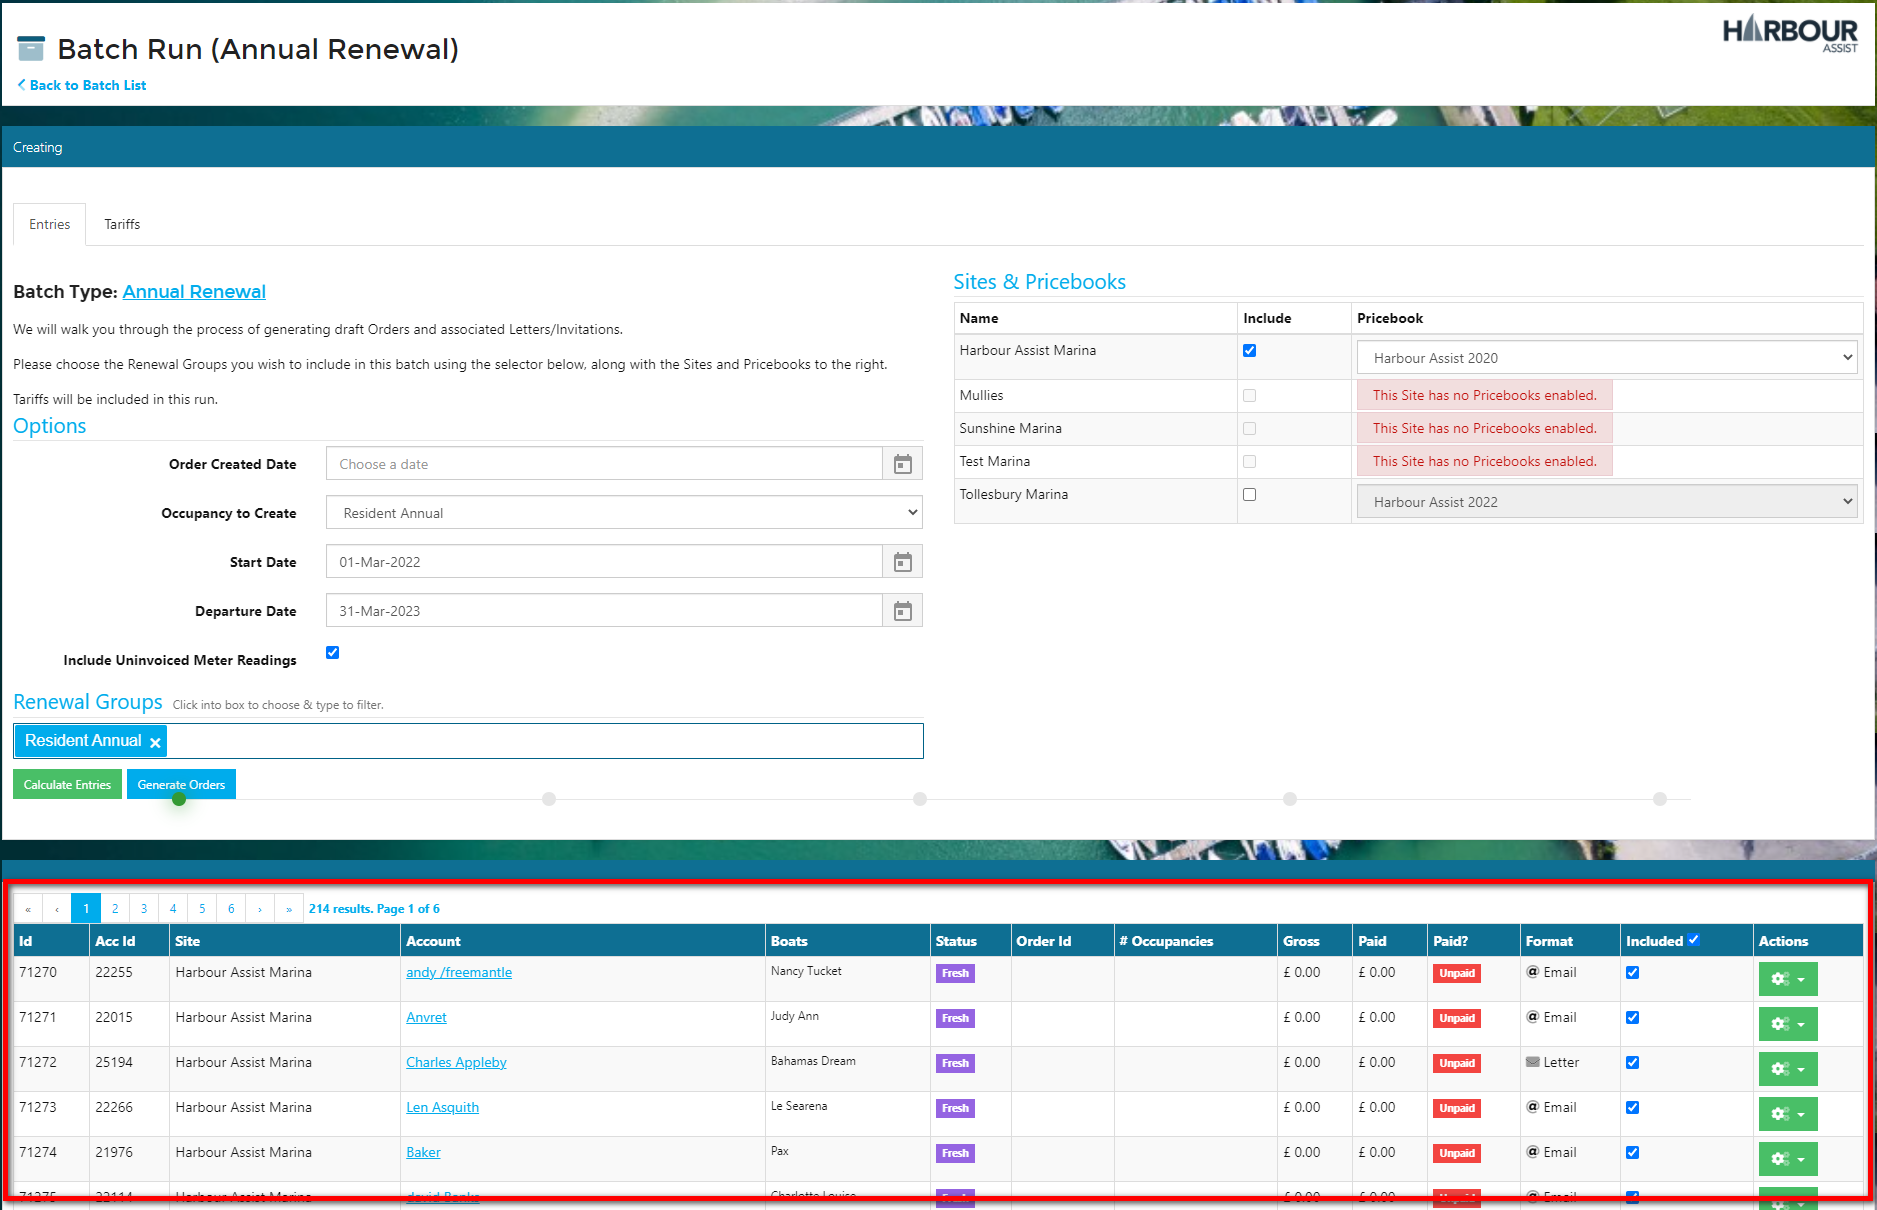 Batch Run (Annual Renewal)
HARBOUR
ASSIST
Back to Batch List
Creating
Entries Tariffs
Batch Type: Annual Renewal
We will walk you through the process of generating draft Orders and associated Letters/Invitations.
Please choose the Renewal Groups you wish to include in this batch using the selector below, along with the Sites and Pricebooks to the right.
Tariffs will be included in this run.
Options
Order Created Date Choose a date
Occupancy to Create Resident Annual
Start Date 01-Mar-2022
Departure Date 31-Mar-2023
Include Uninvoiced Meter Readings
Renewal Groups Click into box to choose & type to filter.
Resident Annual ×
Calculate Entries Generate Orders
Sites & Pricebooks
Name Include Pricebook
Harbour Assist Marina Harbour Assist 2020
Mullies This Site has no Pricebooks enabled.
Sunshine Marina This Site has no Pricebooks enabled.
Test Marina This Site has no Pricebooks enabled.
Tollesbury Marina Harbour Assist 2022
« ‹ 1 2 3 4 5 6 › » 214 results. Page 1 of 6
Id Acc Id Site Account Boats Status Order Id # Occupancies Gross Paid Paid? Format Included Actions
71270 22255 Harbour Assist Marina andy /freemantle Nancy Tucket Fresh £ 0.00 £ 0.00 Unpaid @ Email
71271 22015 Harbour Assist Marina Anvret Judy Ann Fresh £ 0.00 £ 0.00 Unpaid @ Email
71272 25194 Harbour Assist Marina Charles Appleby Bahamas Dream Fresh £ 0.00 £ 0.00 Unpaid Letter
71273 22266 Harbour Assist Marina Len Asquith Le Searena Fresh £ 0.00 £ 0.00 Unpaid @ Email
71274 21976 Harbour Assist Marina Baker Pax Fresh £ 0.00 £ 0.00 Unpaid @ Email
71275 22114 Harbour Assist Marina david Banks Charlotte Louise Fresh £ 0.00 £ 0.00 Unpaid @ Email